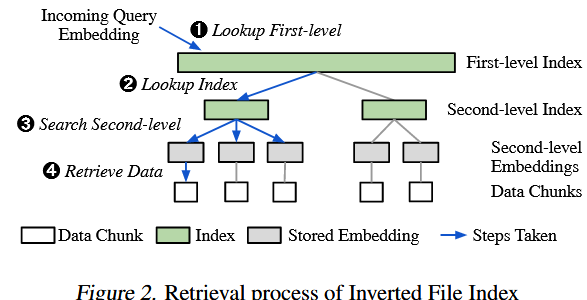 Incoming Query
Embedding
❶ Lookup First-level
First-level Index
❷ Lookup Index
Second-level Index
❸ Search Second-level
Second-level
Embeddings
❹ Retrieve Data
Data Chunks
Data Chunk
Index
Stored Embedding
Steps Taken
Figure 2. Retrieval process of Inverted File Index